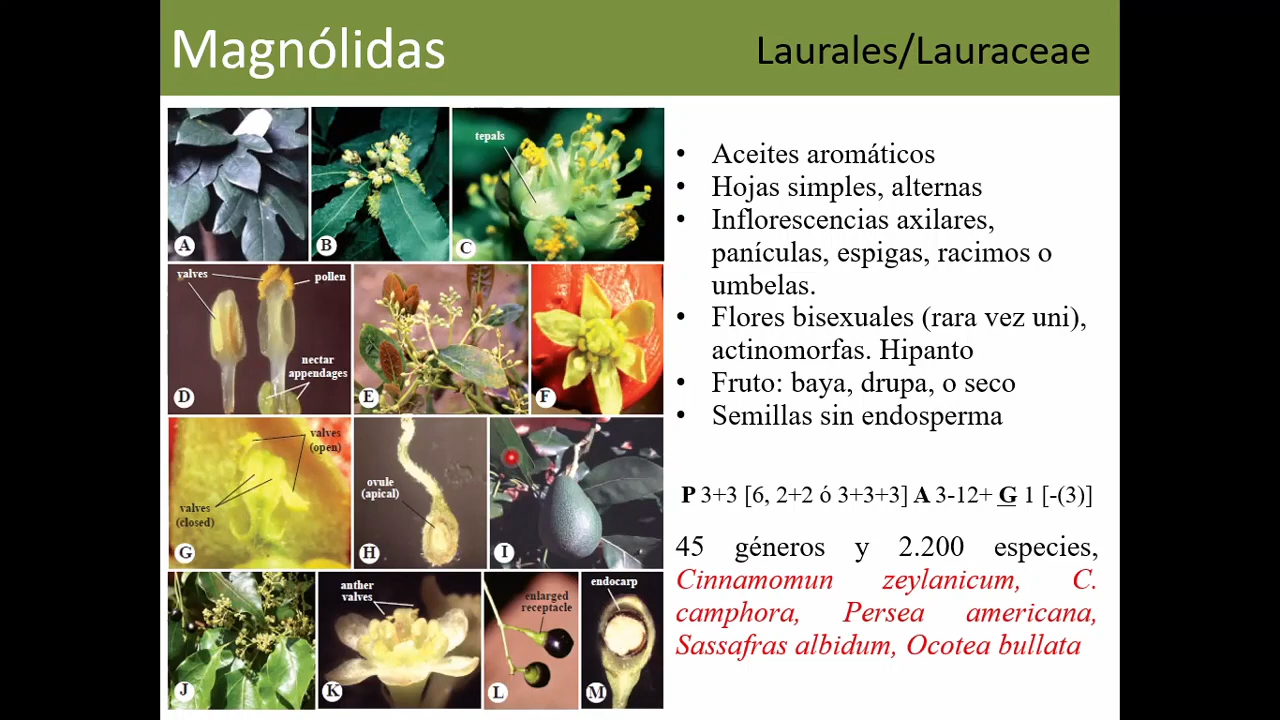 Magnólidas
Laurales/Lauraceae
A
B
tepals
C
valves
pollen
nectar
appendages
D
E
F
valves
(open)
valves
(closed)
G
ovule
(apical)
H
I
J
anther
valves
K
enlarged
receptacle
L
endocarp
M
• Aceites aromáticos
• Hojas simples, alternas
• Inflorescencias axilares,
panículas, espigas, racimos o
umbelas.
• Flores bisexuales (rara vez uni),
actinomorfas. Hipanto
• Fruto: baya, drupa, o seco
• Semillas sin endosperma
P 3+3 [6, 2+2 ó 3+3+3] A 3-12+ G 1 [-(3)]
45 géneros y 2.200 especies,
Cinnamomun zeylanicum, C.
camphora, Persea americana,
Sassafras albidum, Ocotea bullata